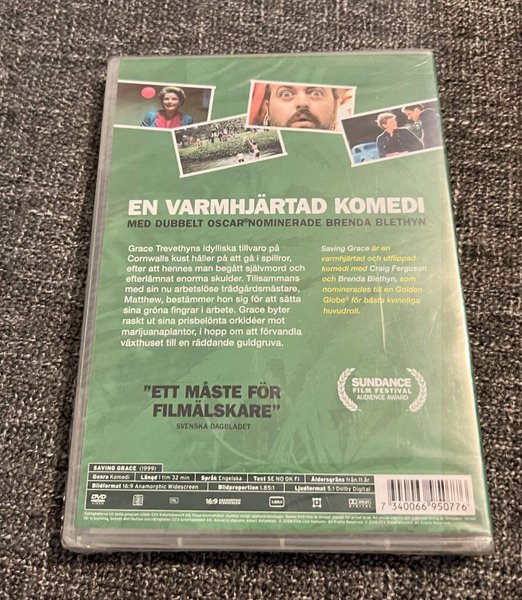 EN VARMHJÄRTAD KOMEDI
MED DUBBELT OSCAR®NOMINERADE BRENDA BLETHYN
Grace Trevethyns idylliska tillvaro på
Cornwalls kust håller på att gå i spillror,
efter att hennes man begått självmord och
efterlämnat enorma skulder. Tillsammans
med sin nu arbetslöse trädgårdsmästare,
Matthew, bestämmer hon sig för att sätta
sina gröna fingrar i arbete. Grace byter
raskt ut sina prisbelönta orkidéer mot
marijuanaplantor, i hopp om att förvandla
växthuset till en räddande guldgruva.
Saving Grace är en
varmhjärtad och utflippad
komedi med Craig Ferguson
och Brenda Blethyn, som
nominerades till en Golden
Globe® för bästa kvinnliga
huvudroll.
"ETT MÅSTE FÖR
FILMÄLSKARE"
SVENSKA DAGBLADET
SUNDANCE
FILM FESTIVAL
AUDIENCE AWARD
SAVING GRACE (1999)
Genre Komedi Längd 1 tim 32 min Språk Engelska Text SE NO DK FI Åldersgräns från 11 år
Bildformat 16:9 Anamorphic Widescreen Bildproportion 1.85:1 Ljudformat 5.1 Dolby Digital
DVD 16:9 1.85:1
7 340066 950776